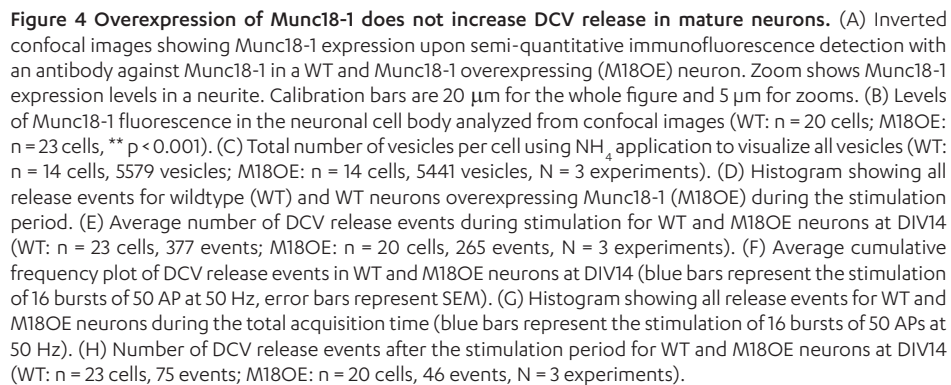 Figure 4 Overexpression of Munc18-1 does not increase DCV release in mature neurons. (A) Inverted
confocal images showing Munc18-1 expression upon semi-quantitative immunofluorescence detection with
an antibody against Munc18-1 in a WT and Munc18-1 overexpressing (M18OE) neuron. Zoom shows Munc18-1
expression levels in a neurite. Calibration bars are 20 μm for the whole figure and 5 µm for zooms. (B) Levels
of Munc18-1 fluorescence in the neuronal cell body analyzed from confocal images (WT: n = 20 cells; M18OE:
n = 23 cells, ** p < 0.001). (C) Total number of vesicles per cell using NH4 application to visualize all vesicles (WT:
n = 14 cells, 5579 vesicles; M18OE: n = 14 cells, 5441 vesicles, N = 3 experiments). (D) Histogram showing all
release events for wildtype (WT) and WT neurons overexpressing Munc18-1 (M18OE) during the stimulation
period. (E) Average number of DCV release events during stimulation for WT and M18OE neurons at DIV14
(WT: n = 23 cells, 377 events; M18OE: n = 20 cells, 265 events, N = 3 experiments). (F) Average cumulative
frequency plot of DCV release events in WT and M18OE neurons at DIV14 (blue bars represent the stimulation
of 16 bursts of 50 AP at 50 Hz, error bars represent SEM). (G) Histogram showing all release events for WT and
M18OE neurons during the total acquisition time (blue bars represent the stimulation of 16 bursts of 50 APs at
50 Hz). (H) Number of DCV release events after the stimulation period for WT and M18OE neurons at DIV14
(WT: n = 23 cells, 75 events; M18OE: n = 20 cells, 46 events, N = 3 experiments).